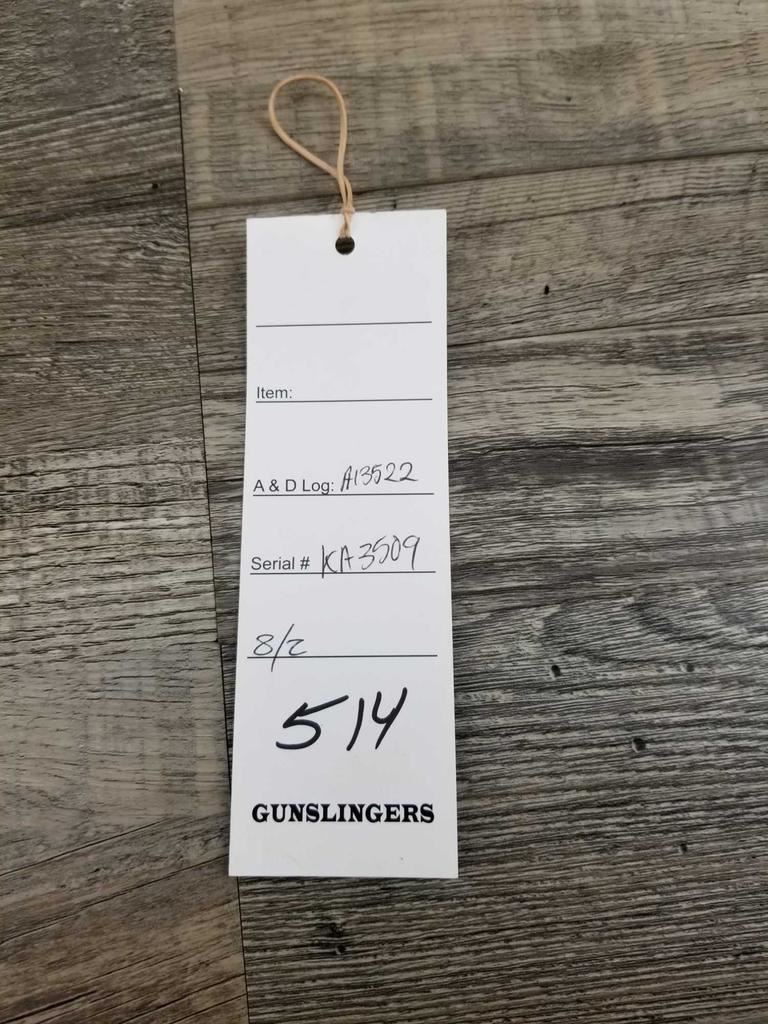 Item:
A & D Log: A13522
Serial # KA3509
8/2
514
GUNSLINGERS